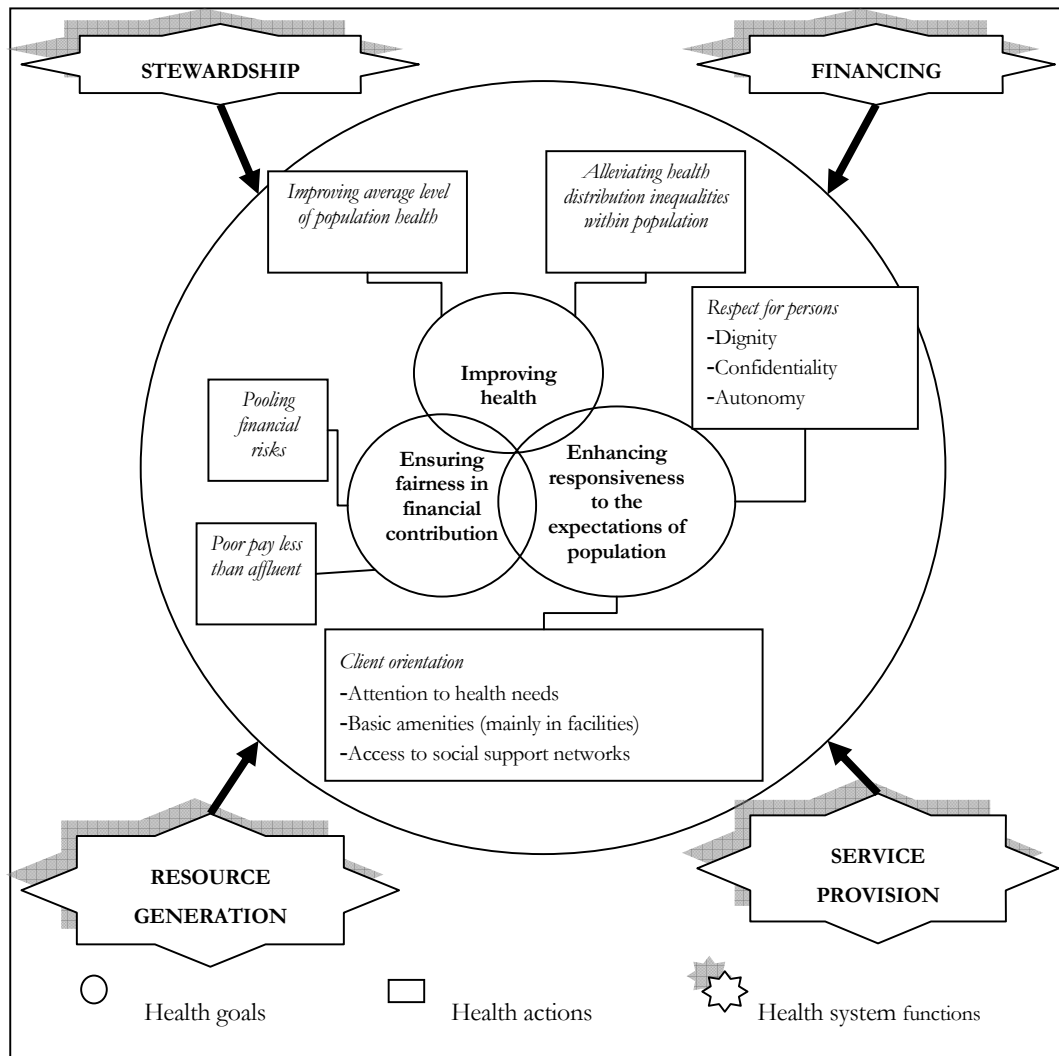 STEWARDSHIP
FINANCING
Improving average level
of population health
Alleviating health
distribution inequalities
within population
Respect for persons
-Dignity
-Confidentiality
-Autonomy
Improving
health
Pooling
financial
risks
Ensuring
fairness in
financial
contribution
Enhancing
responsiveness
to the
expectations of
population
Poor pay less
than affluent
Client orientation
-Attention to health needs
-Basic amenities (mainly in facilities)
-Access to social support networks
RESOURCE
GENERATION
SERVICE
PROVISION
Health goals
Health actions
Health system functions